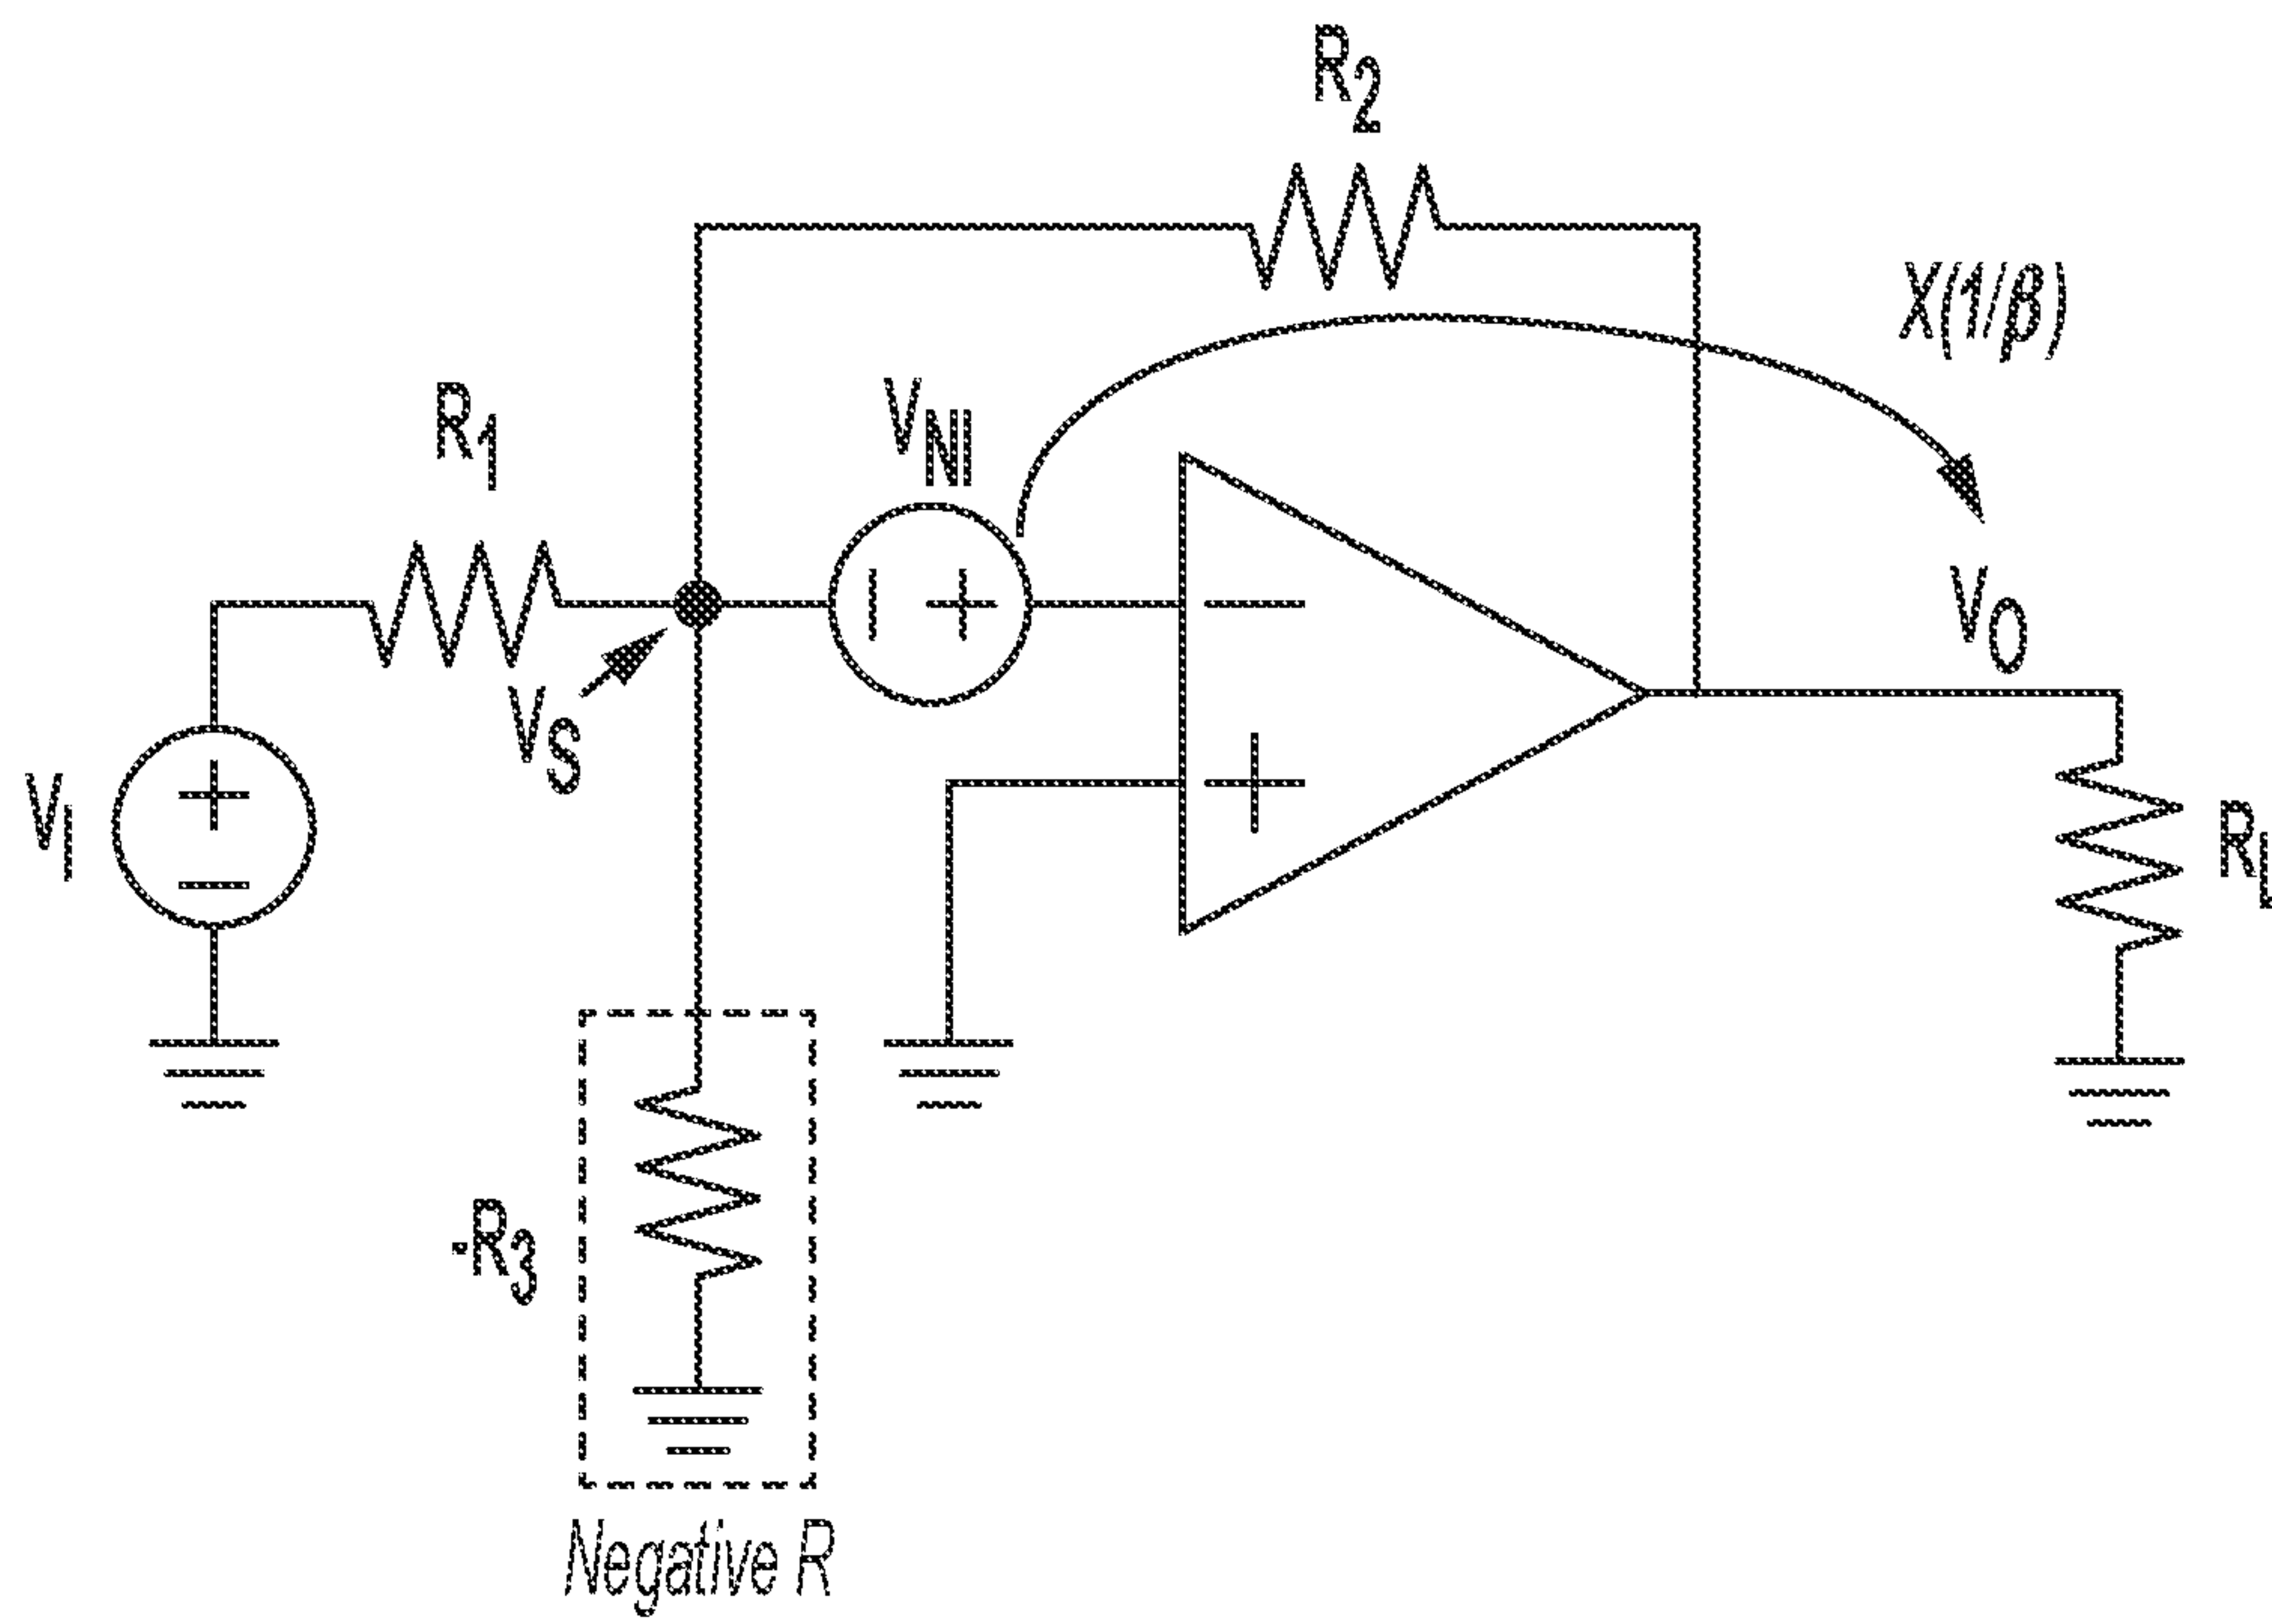 R2
X(1/β)
R1
VNI
VO
VS
VI
RL
-R3
Negative R